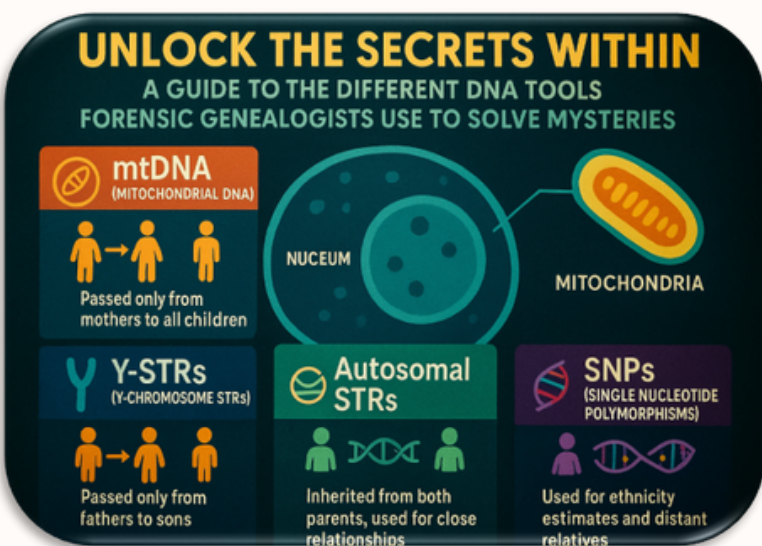 UNLOCK THE SECRETS WITHIN
A GUIDE TO THE DIFFERENT DNA TOOLS
FORENSIC GENEALOGISTS USE TO SOLVE MYSTERIES
mtDNA
(MITOCHONDRIAL DNA)
Passed only from
mothers to all children
NUCEUM
MITOCHONDRIA
Y-STRs
(Y-CHROMOSOME STRs)
Passed only from
fathers to sons
Autosomal
STRs
Inherited from both
parents, used for close
relationships
SNPs
(SINGLE NUCLEOTIDE
POLYMORPHISMS)
Used for ethnicity
estimates and distant
relatives